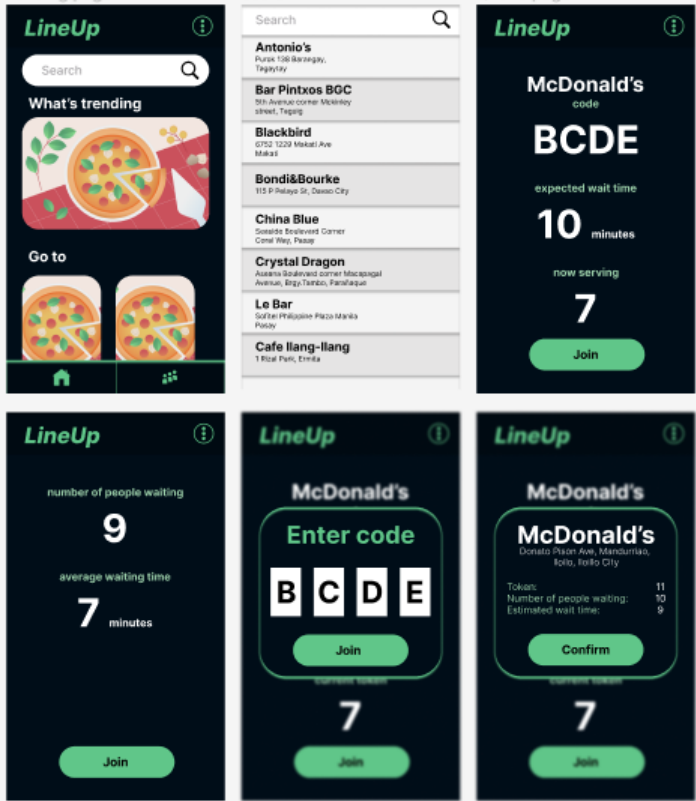 LineUp
Search
What's trending
Go to
Search
Antonio's
Purok 138 Barangay,
Tagaytay
Bar Pintxos BGC
5th Avenue corner Mckinley
street, Taguig
Blackbird
6752 1229 Makati Ave
Makati
Bondi&Bourke
115 P Pelayo St, Davao City
China Blue
Seaside Boulevard Corner
Coral Way, Pasay
Crystal Dragon
Aseana Boulevard corner Macapagal
Avenue, Brgy.Tambo, Parañaque
Le Bar
Sofitel Philippine Plaza Manila
Pasay
Cafe Ilang-Ilang
1 Rizal Park, Ermita
LineUp
McDonald's
code
BCDE
expected wait time
10 minutes
now serving
7
Join
LineUp
number of people waiting
9
average waiting time
7 minutes
Join
LineUp
McDonald's
Enter code
B C D E
Join
current token
7
Join
LineUp
McDonald's
McDonald's
Donato Pison Ave, Mandurriao,
Iloilo, Iloilo City
Token: 11
Number of people waiting: 10
Estimated wait time: 9
Confirm
current token
7
Join